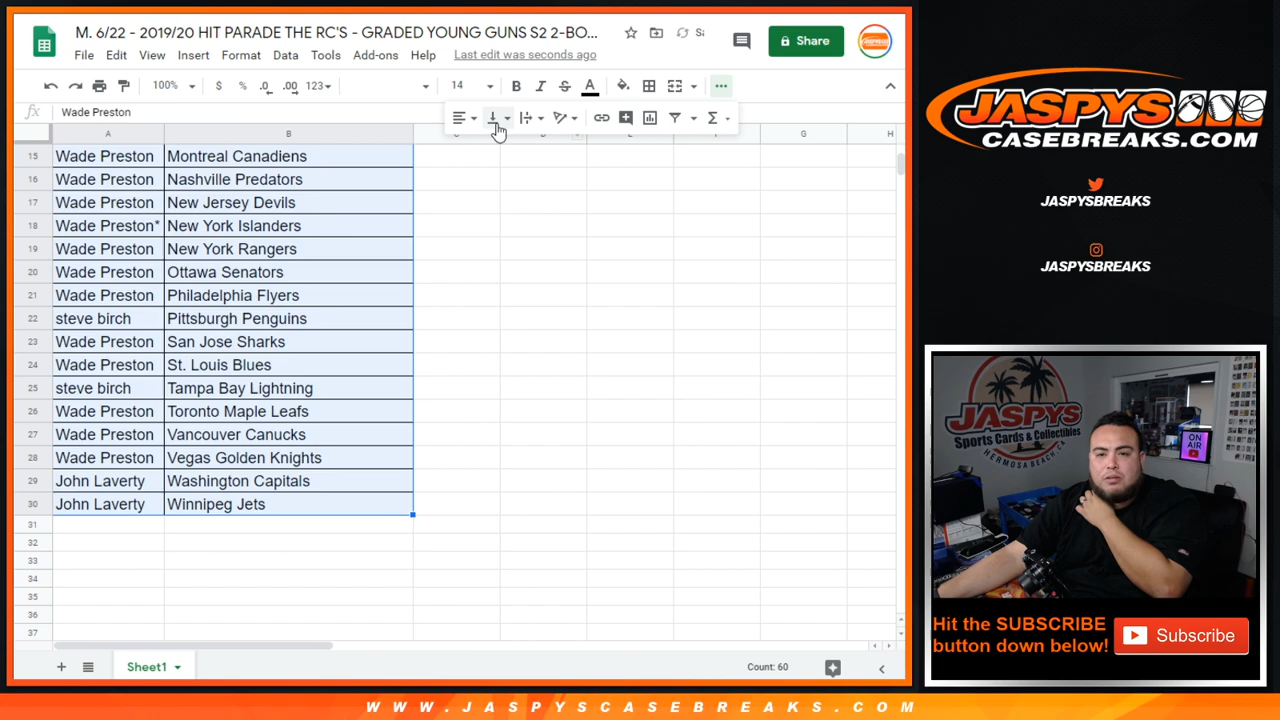 M. 6/22 - 2019/20 HIT PARADE THE RC'S - GRADED YOUNG GUNS S2 2-BO...
File Edit View Insert Format Data Tools Add-ons Help Last edit was seconds ago
Share
100% $ % .0 .00 123 14 B I S A
fx Wade Preston
A B G H
15 Wade Preston Montreal Canadiens
16 Wade Preston Nashville Predators
17 Wade Preston New Jersey Devils
18 Wade Preston* New York Islanders
19 Wade Preston New York Rangers
20 Wade Preston Ottawa Senators
21 Wade Preston Philadelphia Flyers
22 steve birch Pittsburgh Penguins
23 Wade Preston San Jose Sharks
24 Wade Preston St. Louis Blues
25 steve birch Tampa Bay Lightning
26 Wade Preston Toronto Maple Leafs
27 Wade Preston Vancouver Canucks
28 Wade Preston Vegas Golden Knights
29 John Laverty Washington Capitals
30 John Laverty Winnipeg Jets
31
32
33
34
35
36
37
Sheet1
Count: 60
JASPYS
CASEBREAKS.COM
JASPYSBREAKS
JASPYSBREAKS
JASPYS
Sports Cards & Collectibles
HERMOSA BEACH CA
ON AIR
Hit the SUBSCRIBE
button down below!
Subscribe
WWW.JASPYSCASEBREAKS.COM